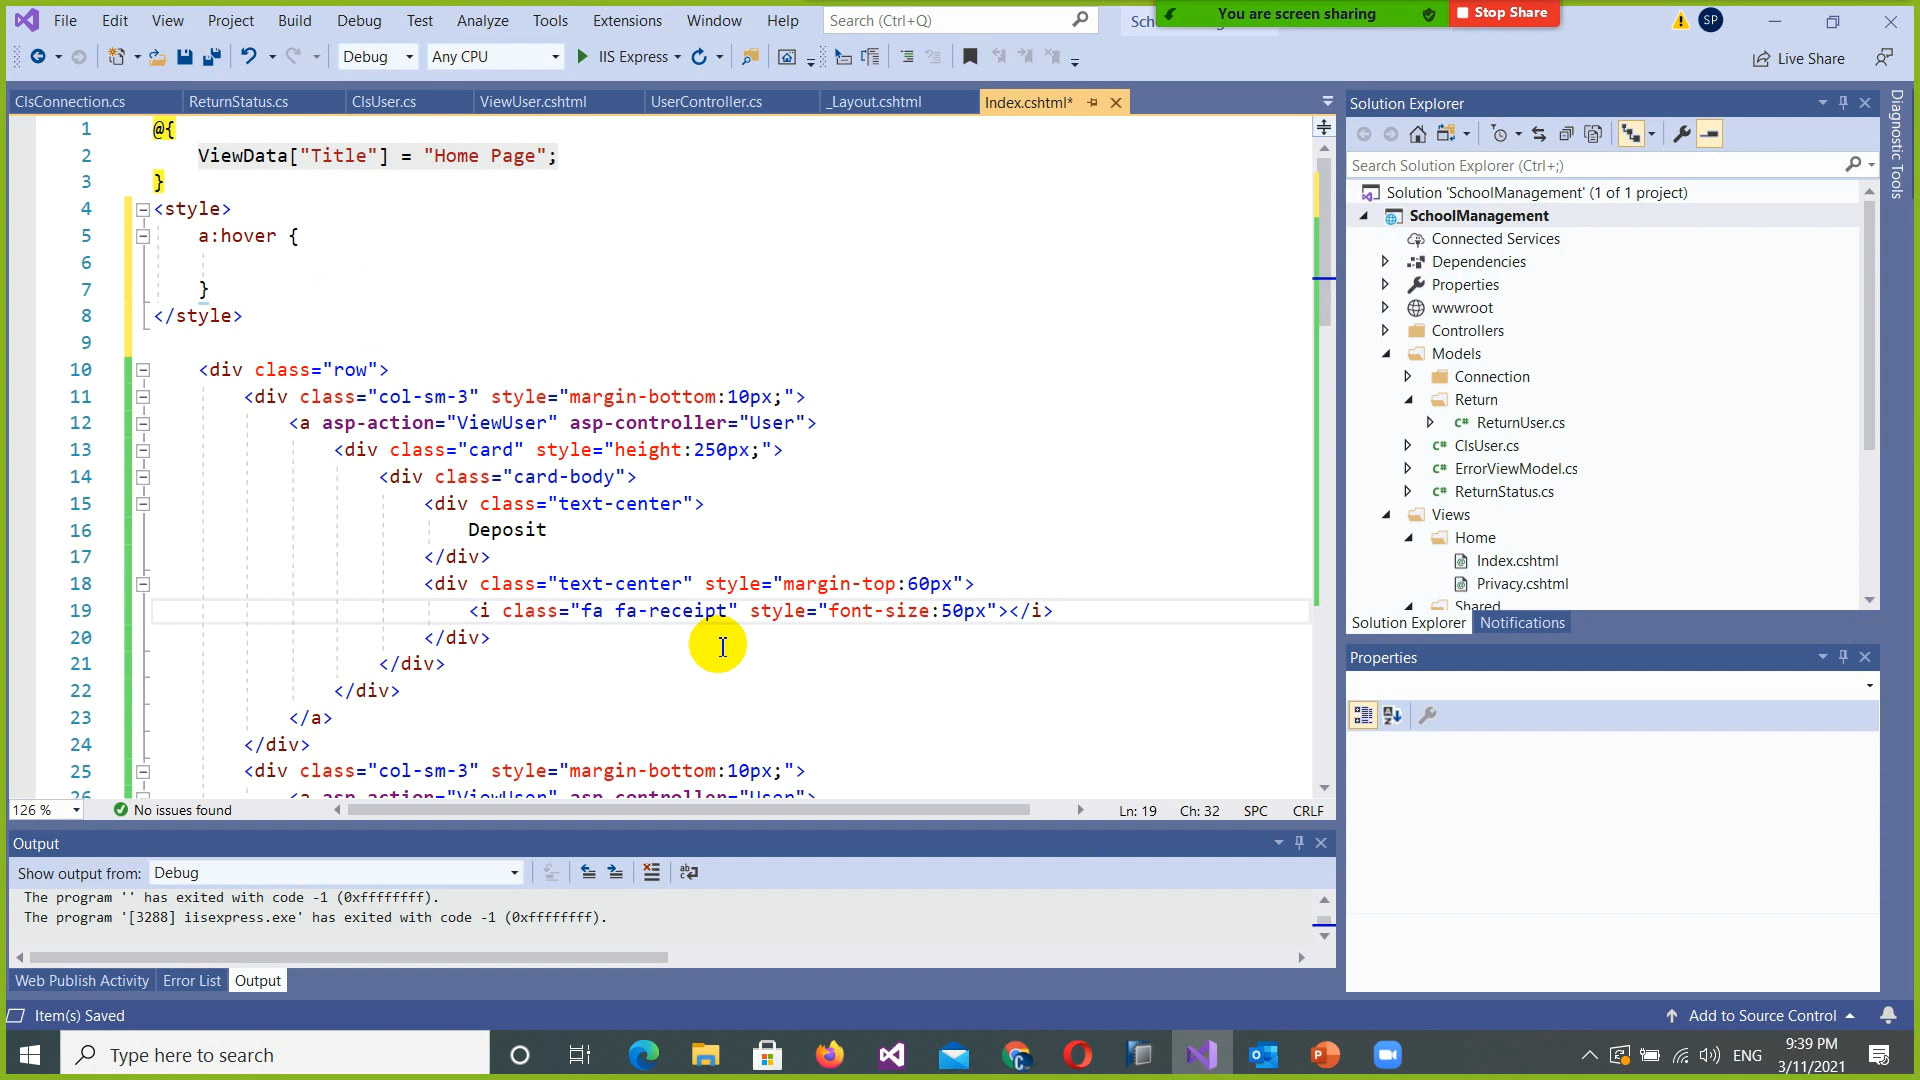 File Edit View Project Build Debug Test Analyze Tools Extensions Window Help Search (Ctrl+Q) Sch
You are screen sharing Stop Share SP
Debug Any CPU IIS Express Live Share
ClsConnection.cs ReturnStatus.cs ClsUser.cs ViewUser.cshtml UserController.cs _Layout.cshtml Index.cshtml*
1 @{
2 ViewData["Title"] = "Home Page";
3 }
4 <style>
5 a:hover {
6
7 }
8 </style>
9
10 <div class="row">
11 <div class="col-sm-3" style="margin-bottom:10px;">
12 <a asp-action="ViewUser" asp-controller="User">
13 <div class="card" style="height:250px;">
14 <div class="card-body">
15 <div class="text-center">
16 Deposit
17 </div>
18 <div class="text-center" style="margin-top:60px">
19 <i class="fa fa-receipt" style="font-size:50px"></i>
20 </div>
21 </div>
22 </div>
23 </a>
24 </div>
25 <div class="col-sm-3" style="margin-bottom:10px;">
26 <a asp-action="ViewUser" asp-controller="User">
126 % No issues found Ln: 19 Ch: 32 SPC CRLF
Output
Show output from: Debug
The program '' has exited with code -1 (0xffffffff).
The program '[3288] iisexpress.exe' has exited with code -1 (0xffffffff).
Web Publish Activity Error List Output
Solution Explorer
Search Solution Explorer (Ctrl+;)
Solution 'SchoolManagement' (1 of 1 project)
SchoolManagement
Connected Services
Dependencies
Properties
wwwroot
Controllers
Models
Connection
Return
C# ReturnUser.cs
C# ClsUser.cs
C# ErrorViewModel.cs
C# ReturnStatus.cs
Views
Home
Index.cshtml
Privacy.cshtml
Shared
Solution Explorer Notifications
Properties
Diagnostic Tools
Item(s) Saved Add to Source Control
Type here to search
ENG
9:39 PM
3/11/2021